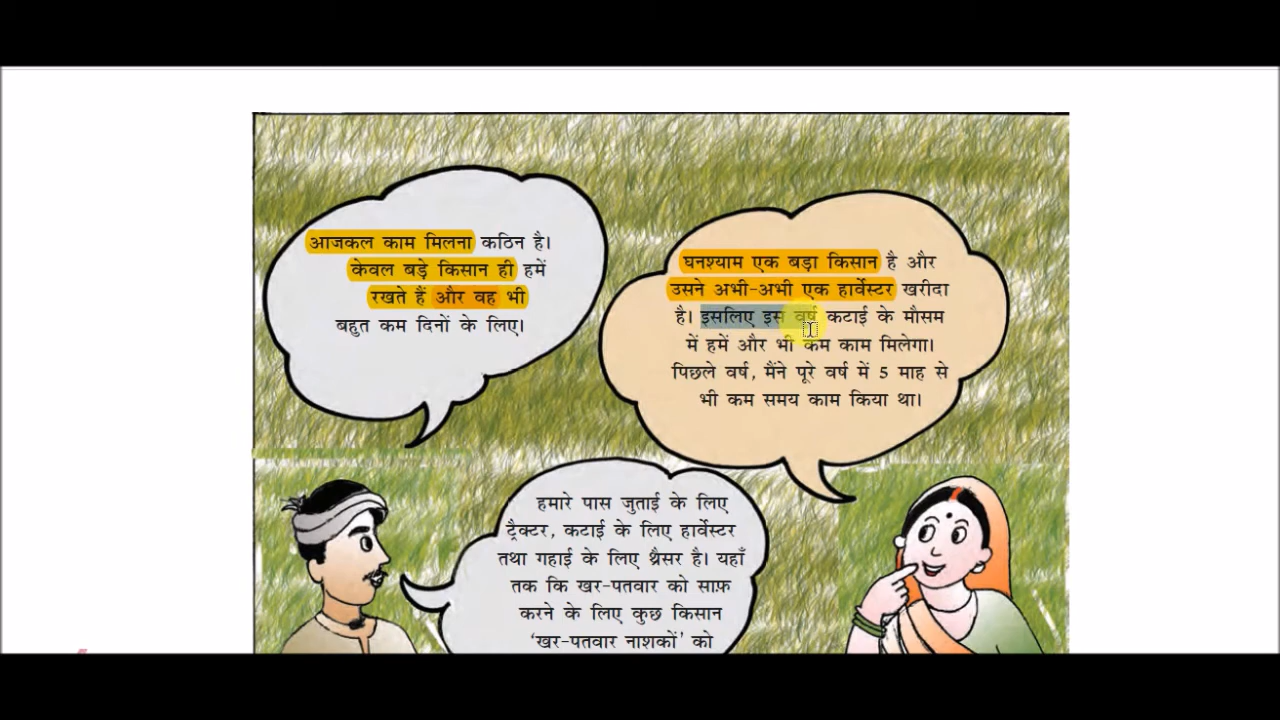 आजकल काम मिलना कठिन है।
केवल बड़े किसान ही हमें
रखते हैं और वह भी
बहुत कम दिनों के लिए।
घनश्याम एक बड़ा किसान है और
उसने अभी-अभी एक हार्वेस्टर खरीदा
है। इसलिए इस वर्ष कटाई के मौसम
में हमें और भी कम काम मिलेगा।
पिछले वर्ष, मैंने पूरे वर्ष में 5 माह से
भी कम समय काम किया था।
हमारे पास जुताई के लिए
ट्रैक्टर, कटाई के लिए हार्वेस्टर
तथा गहाई के लिए थ्रैसर है। यहाँ
तक कि खर-पतवार को साफ़
करने के लिए कुछ किसान
‘खर-पतवार नाशकों’ को